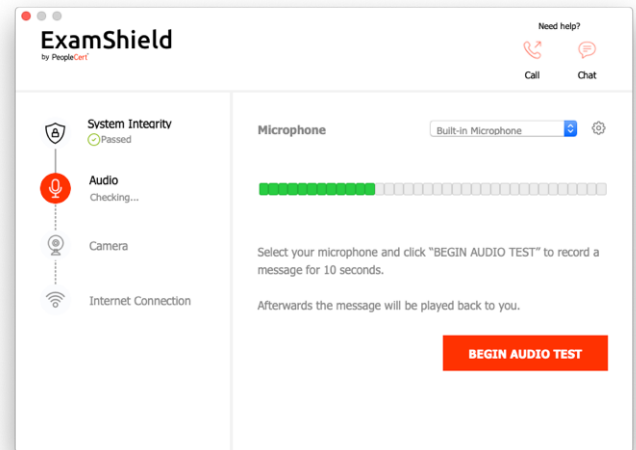 ExamShield
by PeopleCert
Need help?
Call
Chat
System Integrity
Passed
Audio
Checking...
Camera
Internet Connection
Microphone
Built-in Microphone
Select your microphone and click "BEGIN AUDIO TEST" to record a
message for 10 seconds.
Afterwards the message will be played back to you.
BEGIN AUDIO TEST